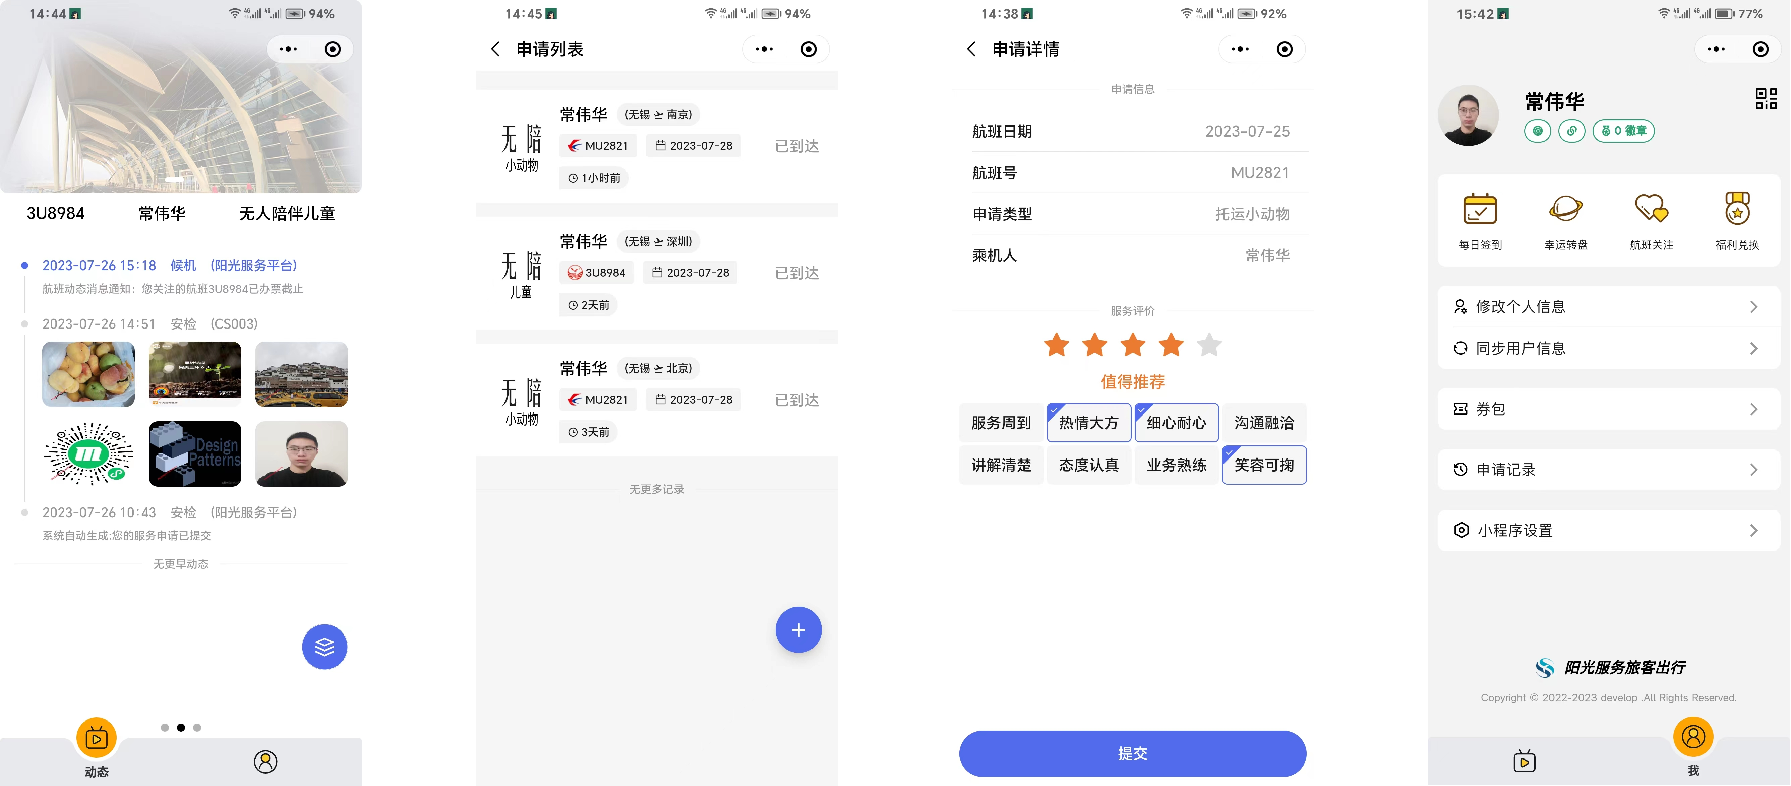 14:44
94%
3U8984 常伟华 无人陪伴儿童
2023-07-26 15:18 候机 (阳光服务平台)
航班动态消息通知: 您关注的航班3U8984已办票截止
2023-07-26 14:51 安检 (CS003)
Design
Patterns
2023-07-26 10:43 安检 (阳光服务平台)
系统自动生成;您的服务申请已提交
无更早动态
动态
14:45
94%
申请列表
无 陪
小动物
常伟华 (无锡 南京)
MU2821 2023-07-28
1小时前
已到达
无 陪
儿童
常伟华 (无锡 深圳)
3U8984 2023-07-28
2天前
已到达
无 陪
小动物
常伟华 (无锡 北京)
MU2821 2023-07-28
3天前
已到达
无更多记录
14:38
92%
申请详情
申请信息
航班日期 2023-07-25
航班号 MU2821
申请类型 托运小动物
乘机人 常伟华
服务评价
值得推荐
服务周到 热情大方 细心耐心 沟通融洽
讲解清楚 态度认真 业务熟练 笑容可掬
提交
15:42
77%
常伟华
0 徽章
每日签到 幸运转盘 航班关注 福利兑换
修改个人信息
同步用户信息
券包
申请记录
小程序设置
阳光服务旅客出行
Copyright © 2022-2023 develop .All Rights Reserved.
我